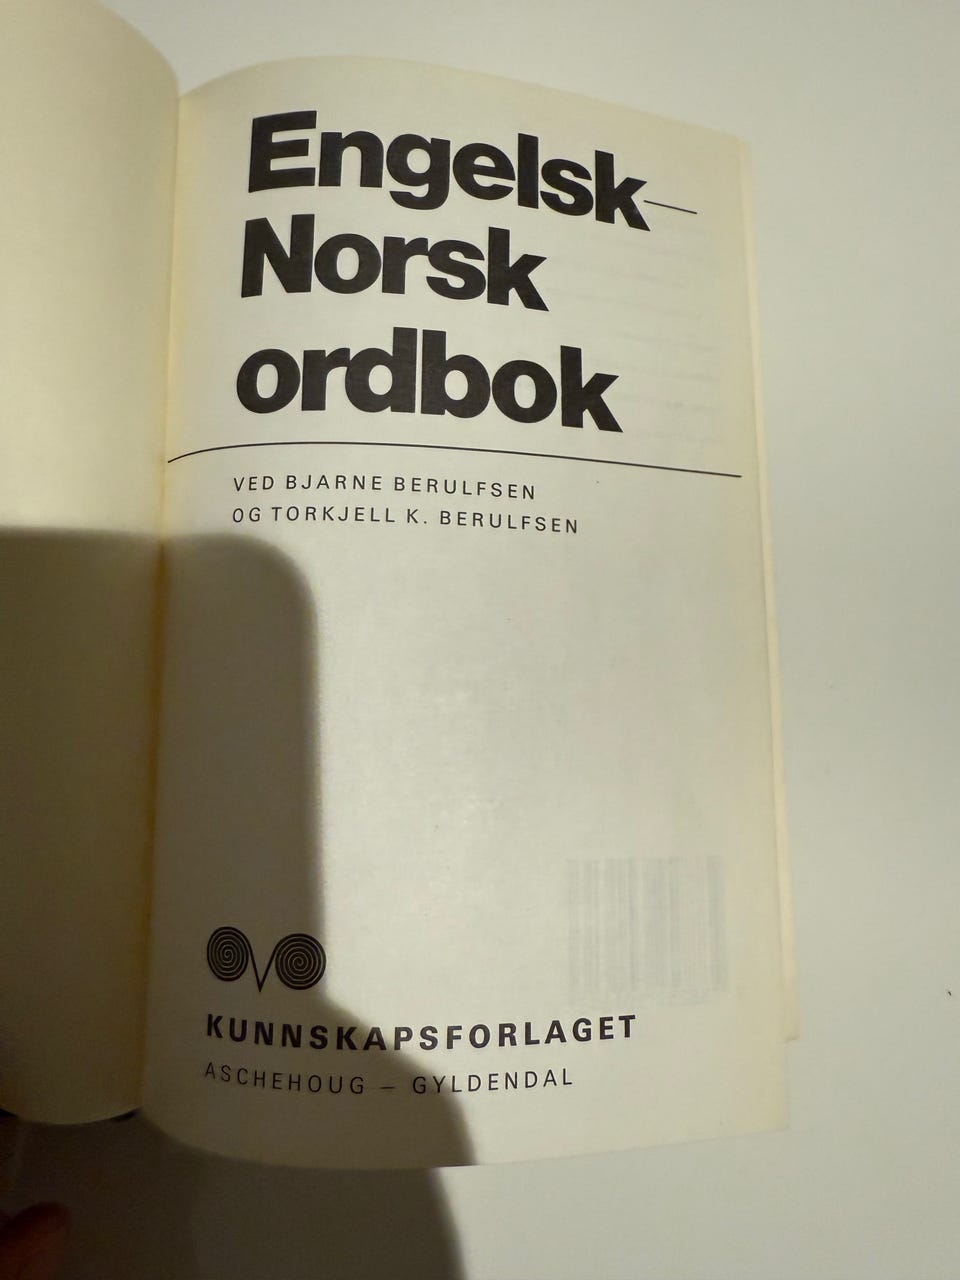 Engelsk—
Norsk
ordbok
VED BJARNE BERULFSEN
OG TORKJELL K. BERULFSEN
KUNNSKAPSFORLAGET
ASCHEHOUG – GYLDENDAL